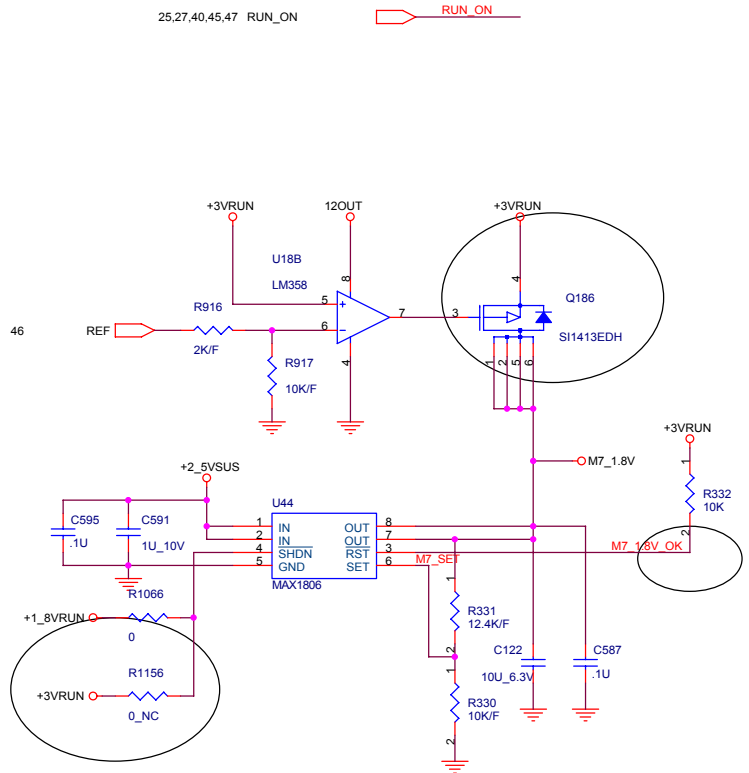 25,27,40,45,47 RUN_ON
RUN_ON
+3VRUN
12OUT
+3VRUN
U18B
LM358
8
4
5
+
7
3
Q186
46
REF
R916
6
-
SI1413EDH
2K/F
4
R917
10K/F
1
2
5
6
+3VRUN
M7_1.8V
+2_5VSUS
1
R332
10K
2
M7_1.8V_OK
U44
C595
.1U
C591
1U_10V
1
IN
OUT
8
2
IN
OUT
7
4
SHDN
RST
3
5
GND
SET
6
M7_SET
MAX1806
R1066
+1_8VRUN
0
1
R331
12.4K/F
2
R1156
+3VRUN
0_NC
C122
10U_6.3V
C587
.1U
1
R330
10K/F
2